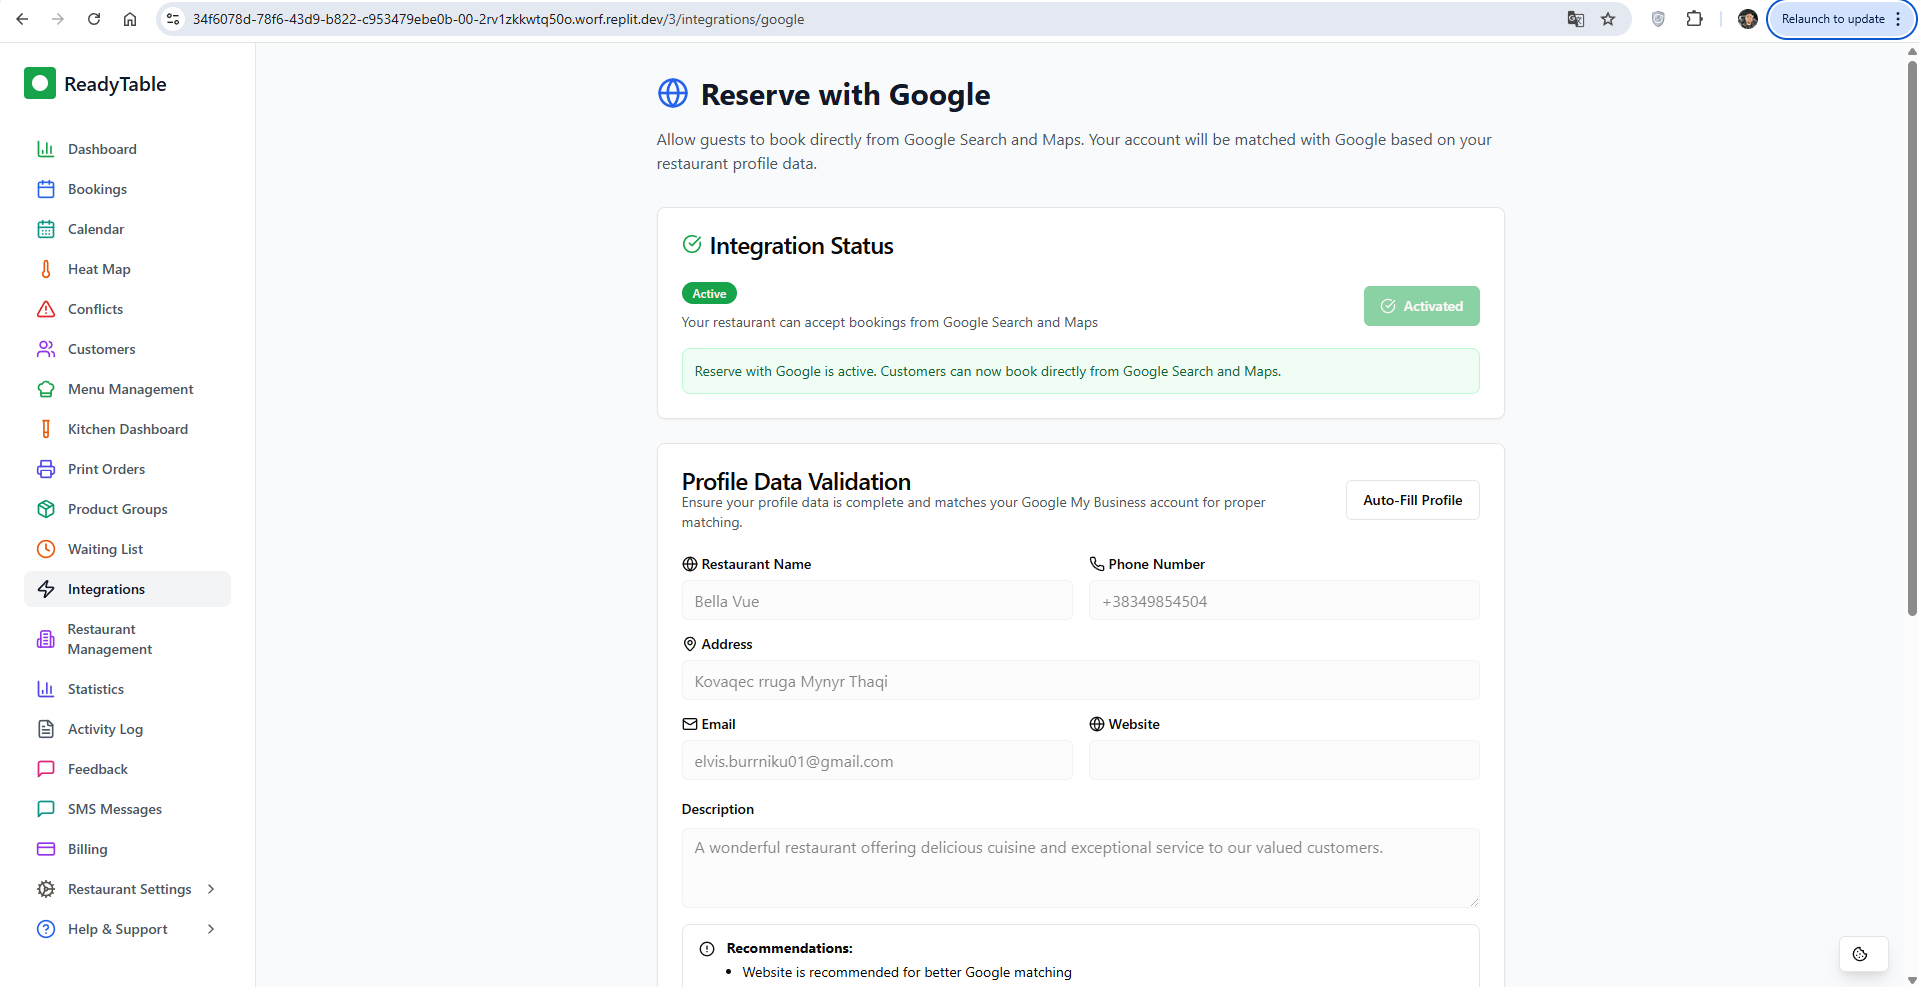 34f6078d-78f6-43d9-b822-c953479ebe0b-00-2rv1zkkwtq50o.worf.replit.dev/3/integrations/google
Relaunch to update
ReadyTable
Dashboard
Bookings
Calendar
Heat Map
Conflicts
Customers
Menu Management
Kitchen Dashboard
Print Orders
Product Groups
Waiting List
Integrations
Restaurant
Management
Statistics
Activity Log
Feedback
SMS Messages
Billing
Restaurant Settings
Help & Support
Reserve with Google
Allow guests to book directly from Google Search and Maps. Your account will be matched with Google based on your
restaurant profile data.
Integration Status
Active
Your restaurant can accept bookings from Google Search and Maps
Activated
Reserve with Google is active. Customers can now book directly from Google Search and Maps.
Profile Data Validation
Ensure your profile data is complete and matches your Google My Business account for proper
matching.
Auto-Fill Profile
Restaurant Name
Bella Vue
Phone Number
+38349854504
Address
Kovaqec rruga Mynyr Thaqi
Email
elvis.burrniku01@gmail.com
Website
Description
A wonderful restaurant offering delicious cuisine and exceptional service to our valued customers.
Recommendations:
• Website is recommended for better Google matching